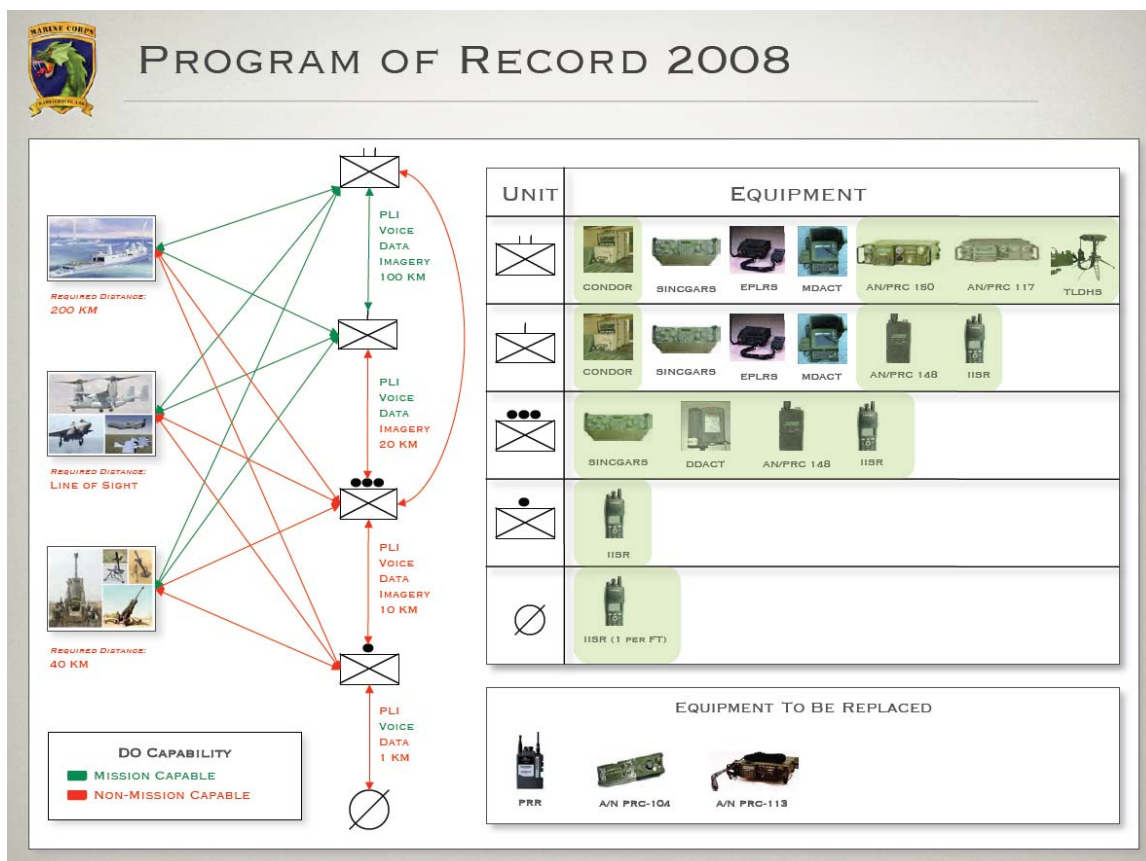 MARINE CORPS
PROGRAM OF RECORD 2008
PLI
VOICE
DATA
IMAGERY
100 KM
REQUIRED DISTANCE:
200 KM
PLI
VOICE
DATA
IMAGERY
20 KM
REQUIRED DISTANCE:
LINE OF SIGHT
PLI
VOICE
DATA
IMAGERY
10 KM
REQUIRED DISTANCE:
40 KM
PLI
VOICE
DATA
1 KM
DO CAPABILITY
MISSION CAPABLE
NON-MISSION CAPABLE
UNIT EQUIPMENT
CONDOR SINCGARS EPLRS MDACT AN/PRC 150 AN/PRC 117 TLDHS
CONDOR SINCGARS EPLRS MDACT AN/PRC 148 IISR
SINCGARS DDACT AN/PRC 148 IISR
IISR
IISR (1 PER FT)
EQUIPMENT TO BE REPLACED
PRR A/N PRC-104 A/N PRC-113